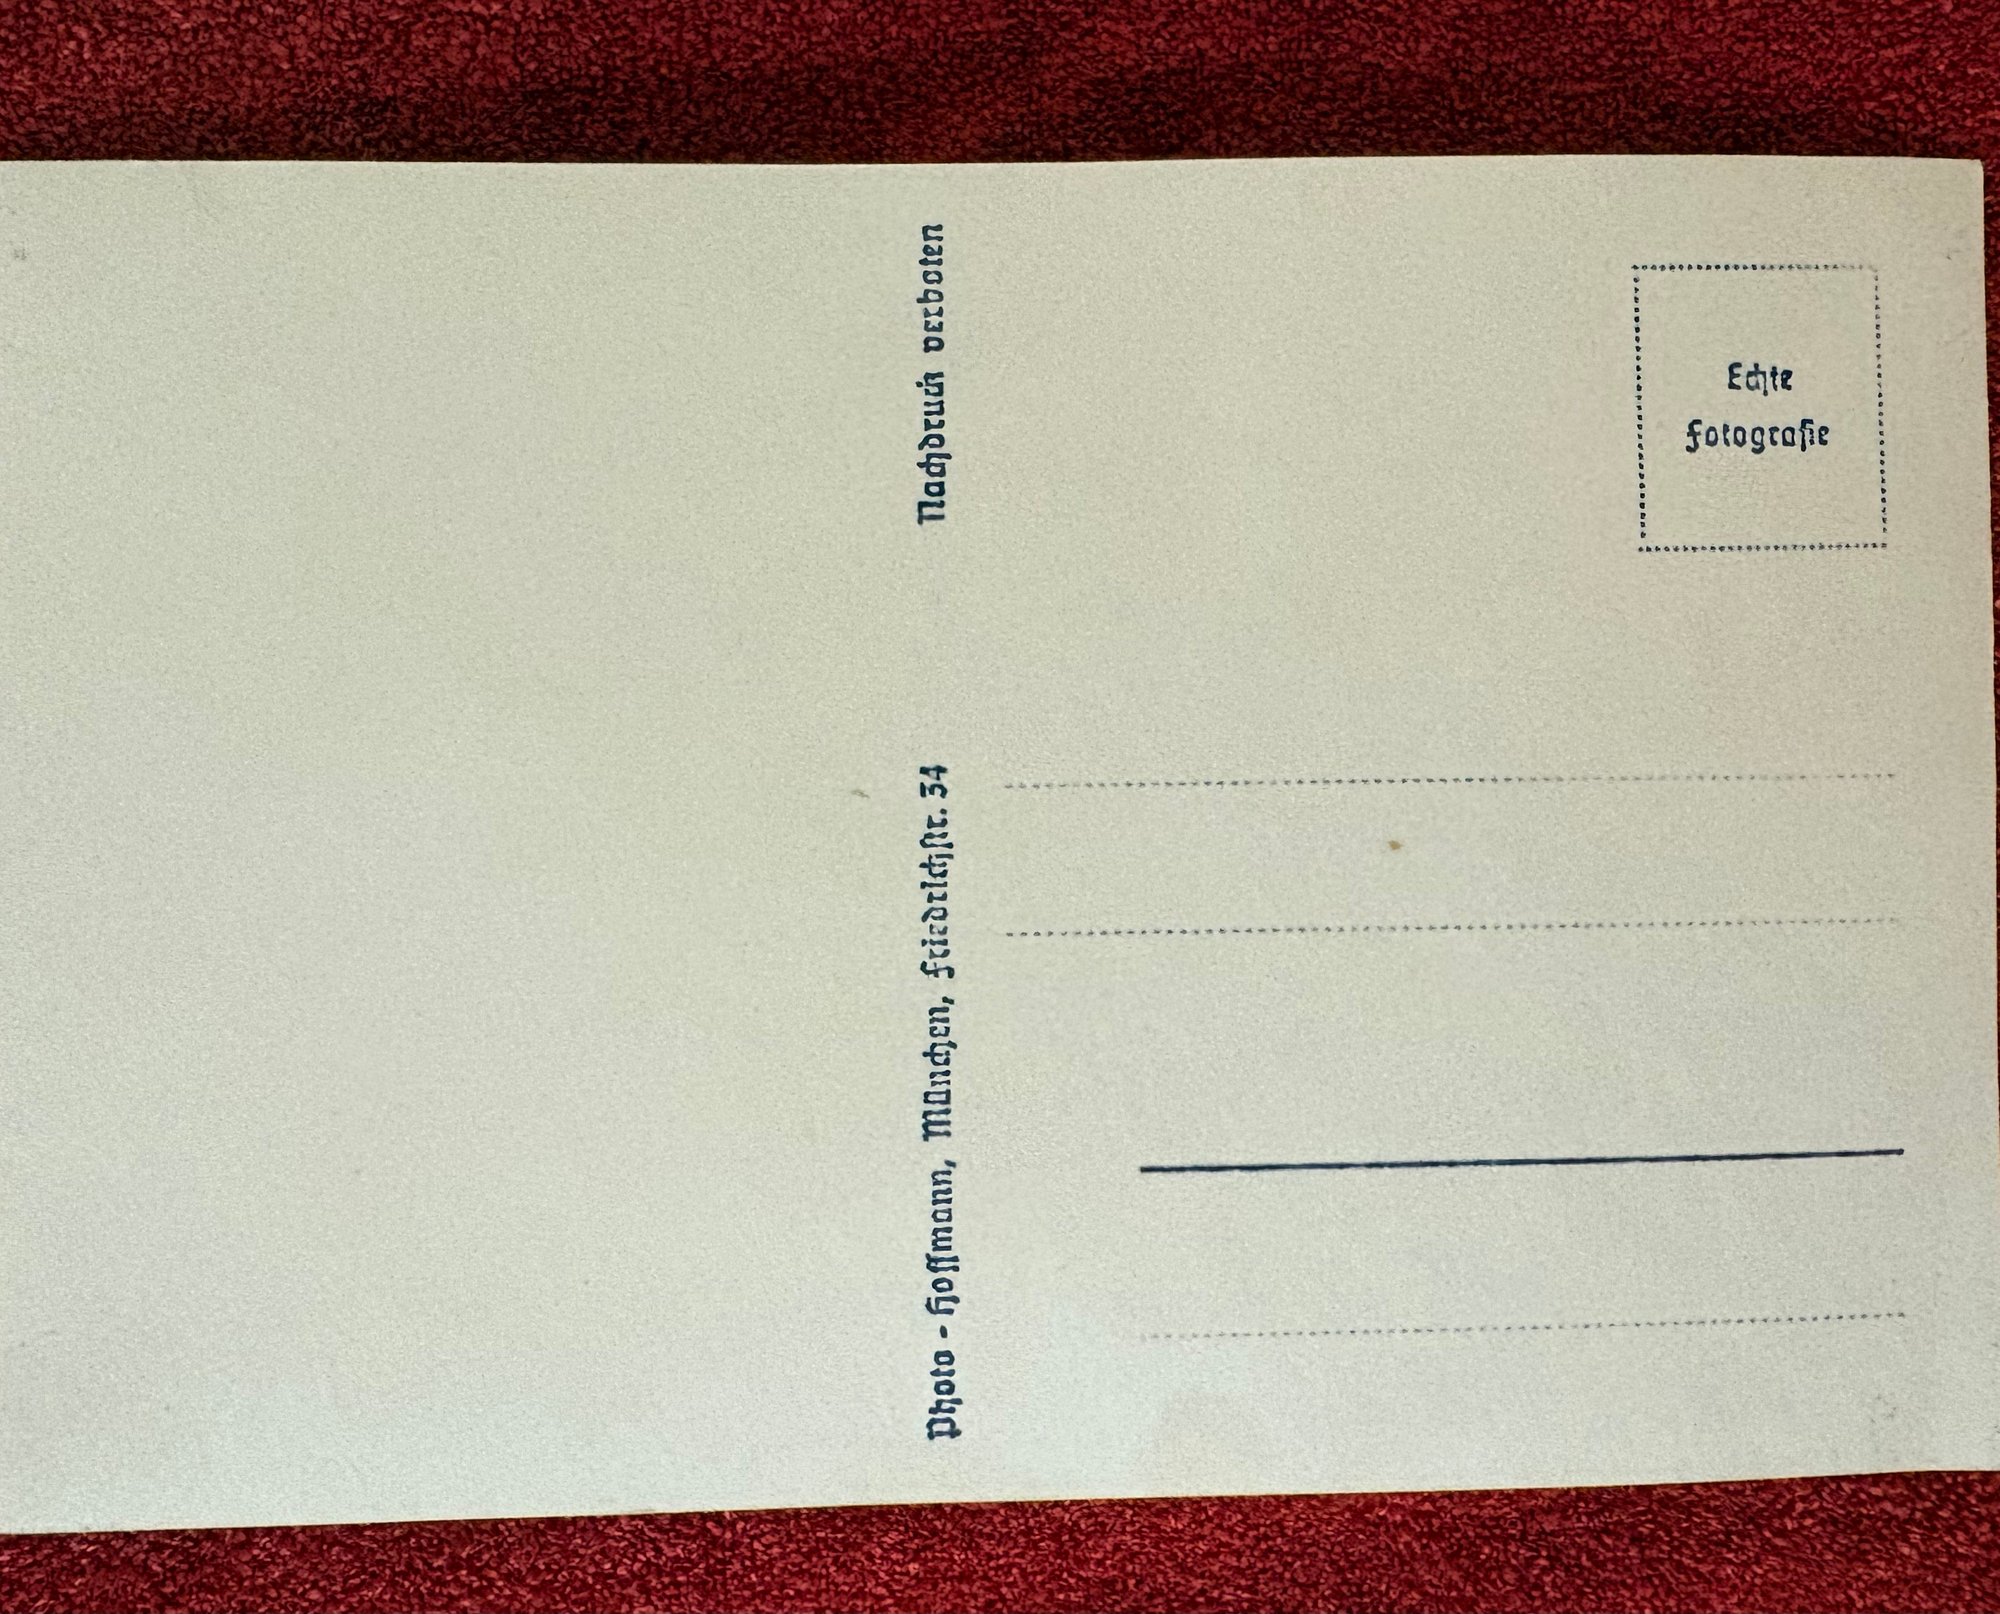 Nachdruck verboten
Photo - Hoffmann, München, Friedrichstr. 34
Echte
Fotografie